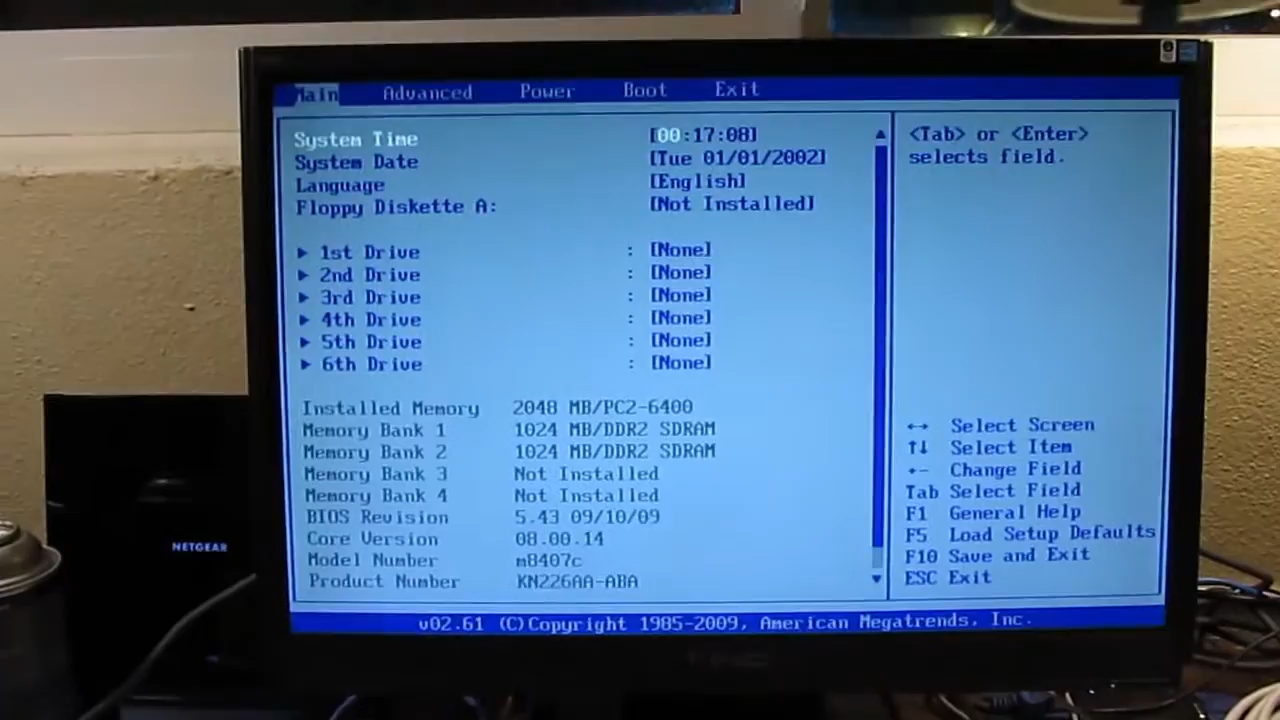 Main Advanced Power Boot Exit
System Time [00:17:08]
System Date [Tue 01/01/2002]
Language [English]
Floppy Diskette A: [Not Installed]
► 1st Drive : [None]
► 2nd Drive : [None]
► 3rd Drive : [None]
► 4th Drive : [None]
► 5th Drive : [None]
► 6th Drive : [None]
Installed Memory 2048 MB/PC2-6400
Memory Bank 1 1024 MB/DDR2 SDRAM
Memory Bank 2 1024 MB/DDR2 SDRAM
Memory Bank 3 Not Installed
Memory Bank 4 Not Installed
BIOS Revision 5.43 09/10/09
Core Version 08.00.14
Model Number m8407c
Product Number KN226AA-ABA
<Tab> or <Enter>
selects field.
↔ Select Screen
↑↓ Select Item
+- Change Field
Tab Select Field
F1 General Help
F5 Load Setup Defaults
F10 Save and Exit
ESC Exit
v02.61 (C)Copyright 1985-2009, American Megatrends, Inc.
NETGEAR